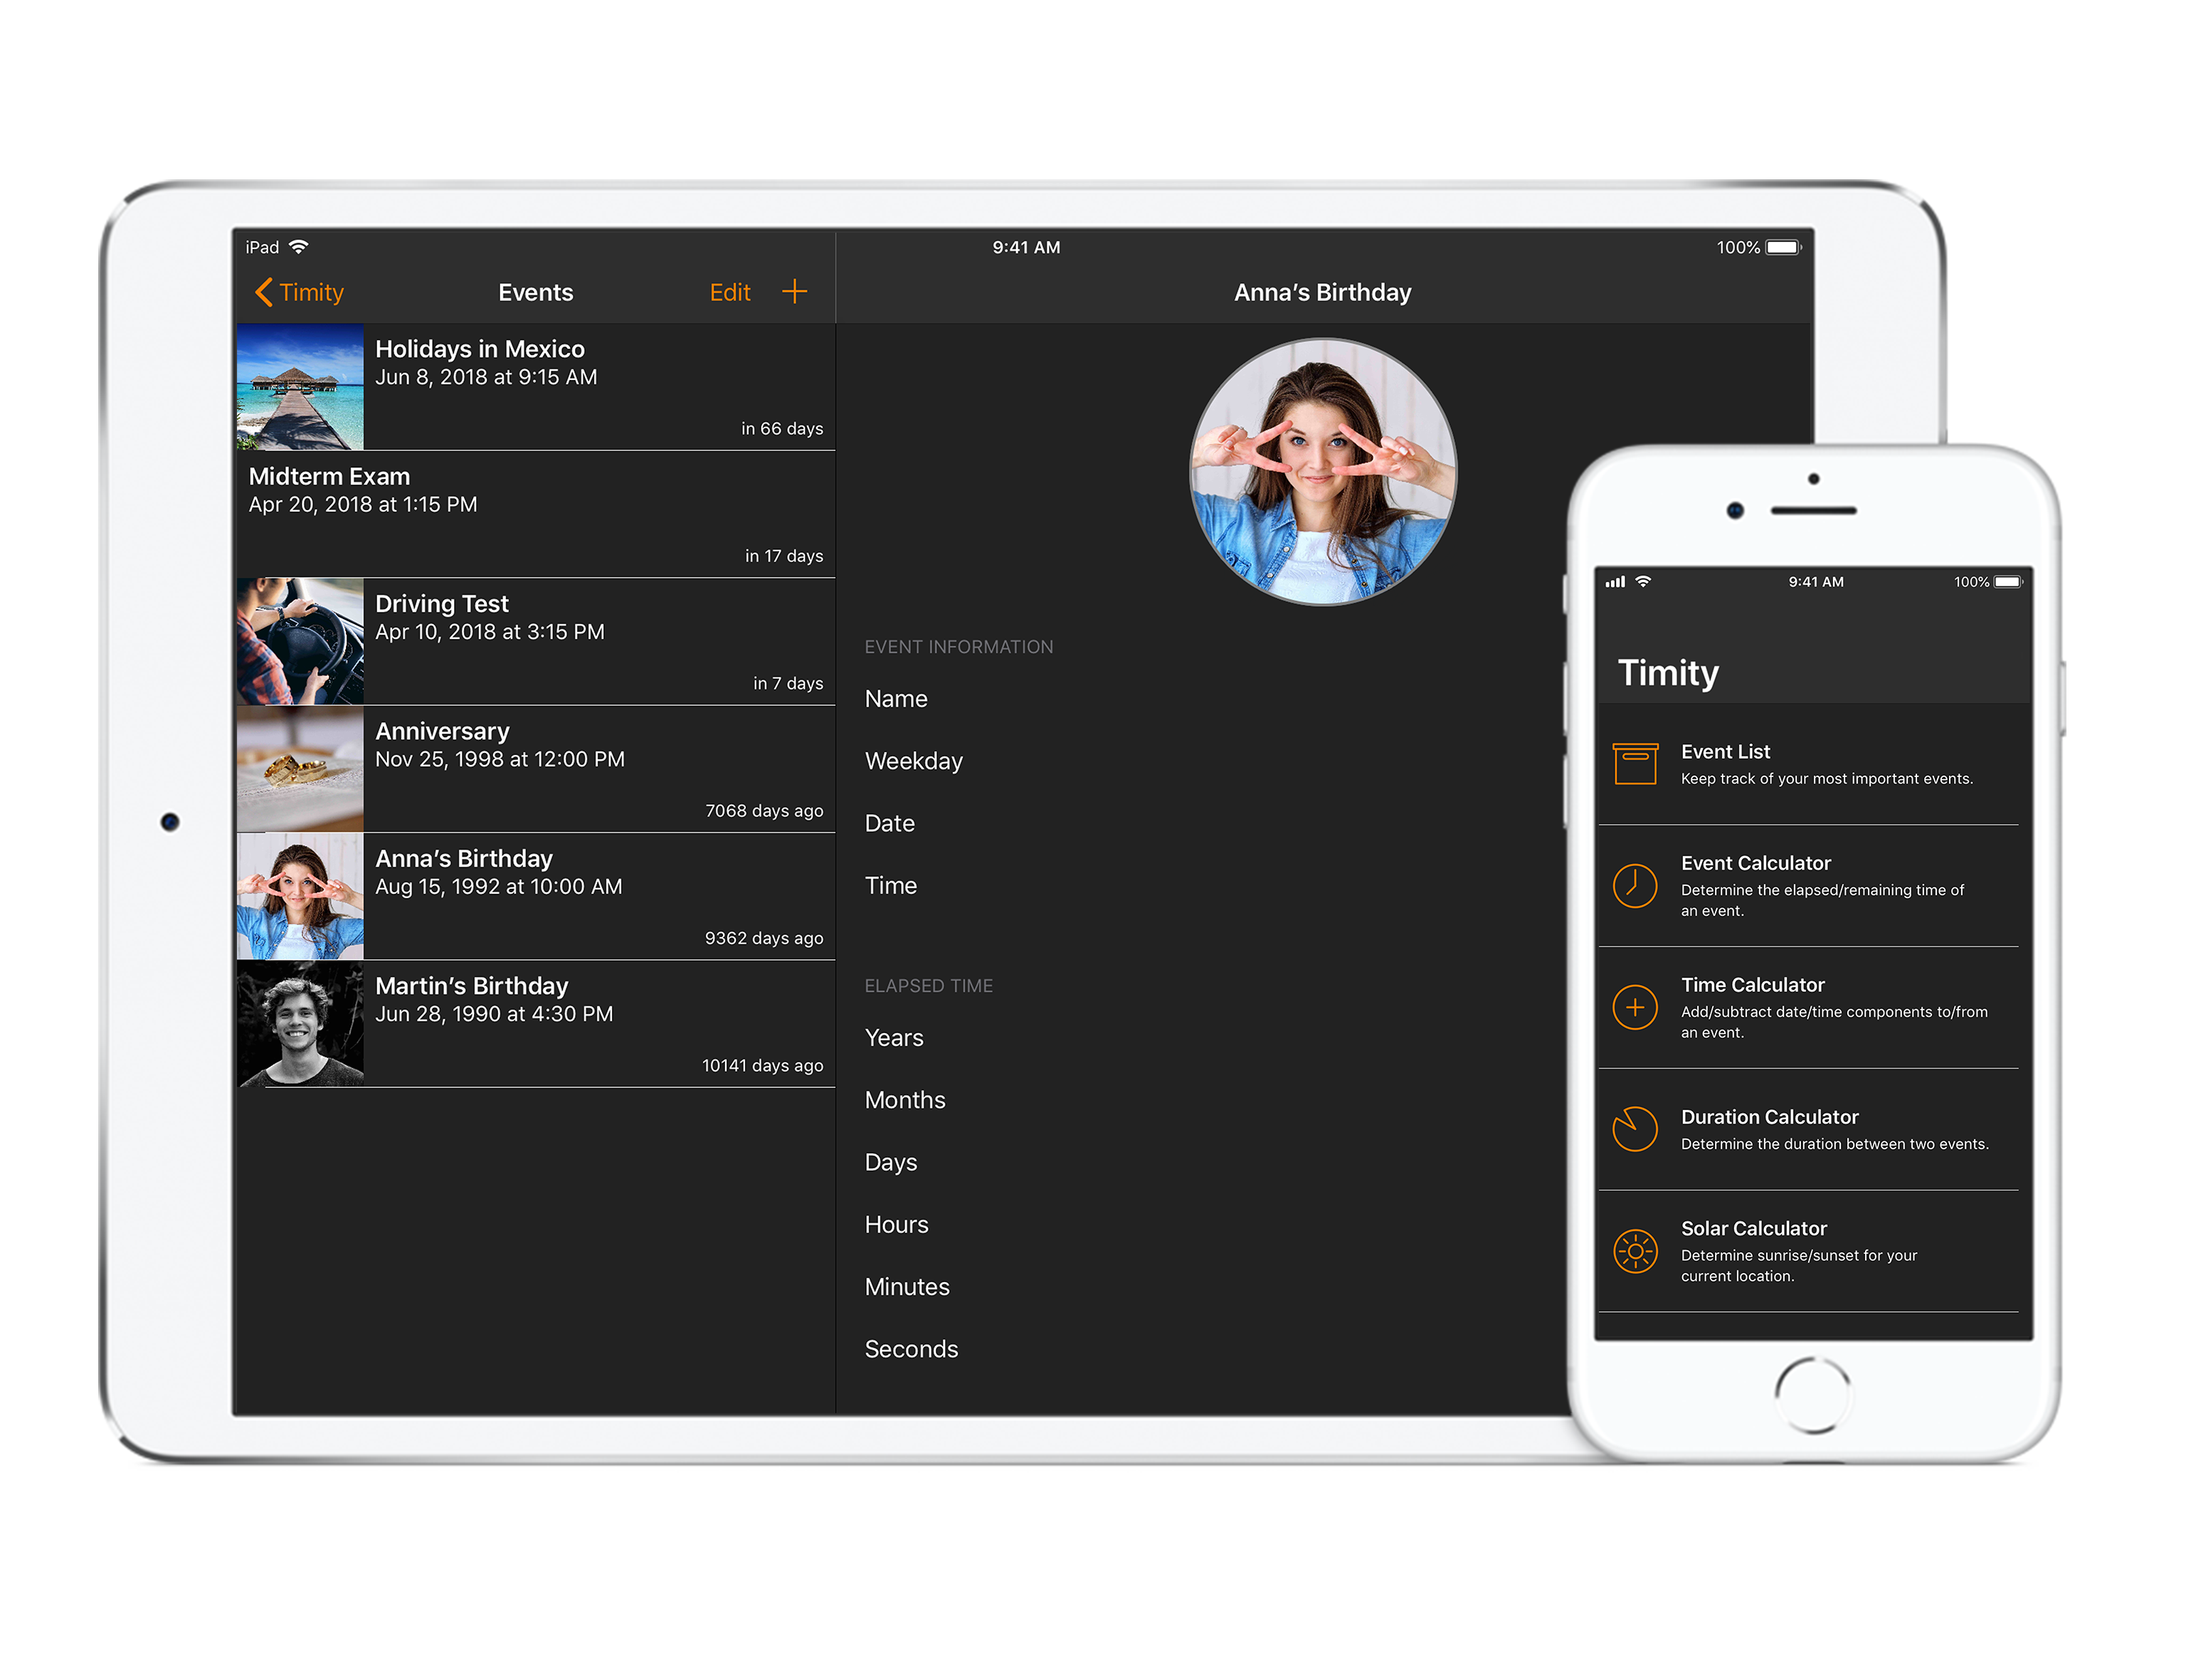 iPad
9:41 AM
100%
Timity
Events
Edit
Anna’s Birthday
Holidays in Mexico
Jun 8, 2018 at 9:15 AM
in 66 days
Midterm Exam
Apr 20, 2018 at 1:15 PM
in 17 days
Driving Test
Apr 10, 2018 at 3:15 PM
in 7 days
Anniversary
Nov 25, 1998 at 12:00 PM
7068 days ago
Anna’s Birthday
Aug 15, 1992 at 10:00 AM
9362 days ago
Martin’s Birthday
Jun 28, 1990 at 4:30 PM
10141 days ago
EVENT INFORMATION
Name
Weekday
Date
Time
ELAPSED TIME
Years
Months
Days
Hours
Minutes
Seconds
9:41 AM
100%
Timity
Event List
Keep track of your most important events.
Event Calculator
Determine the elapsed/remaining time of
an event.
Time Calculator
Add/subtract date/time components to/from
an event.
Duration Calculator
Determine the duration between two events.
Solar Calculator
Determine sunrise/sunset for your
current location.